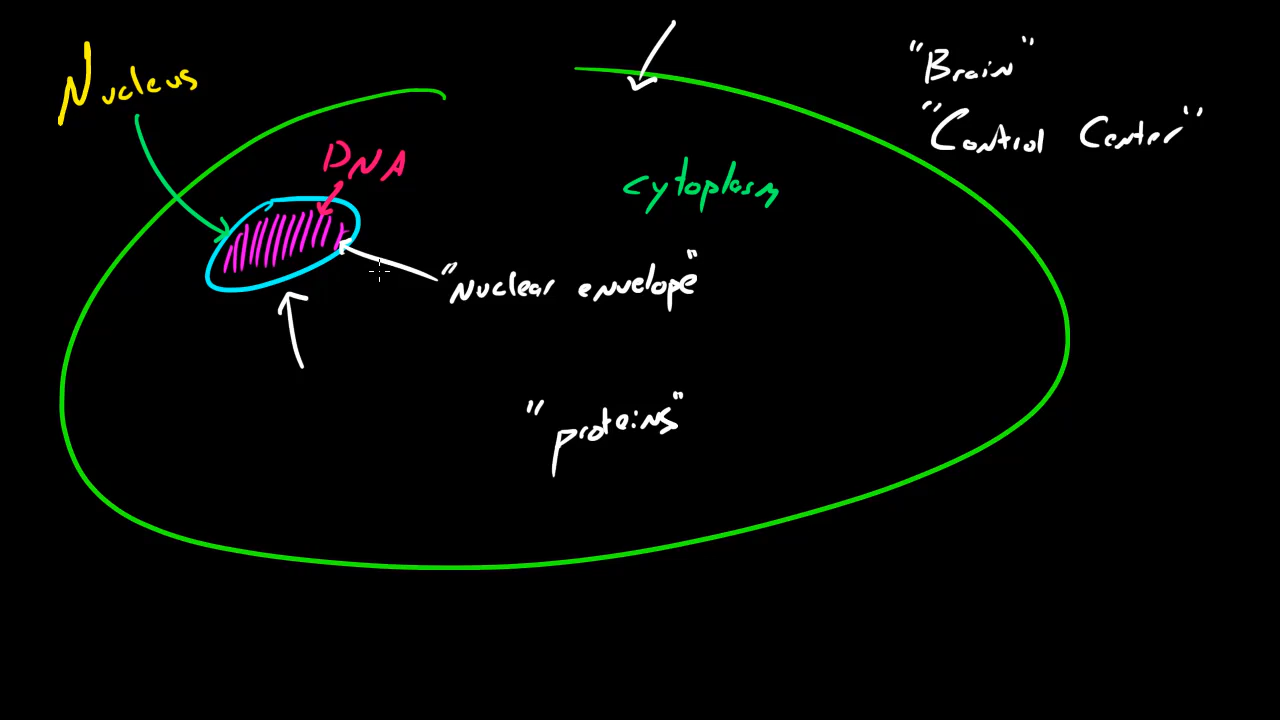 Nucleus
"Brain"
"Control Center"
DNA
cytoplasm
"Nuclear envelope"
"proteins"